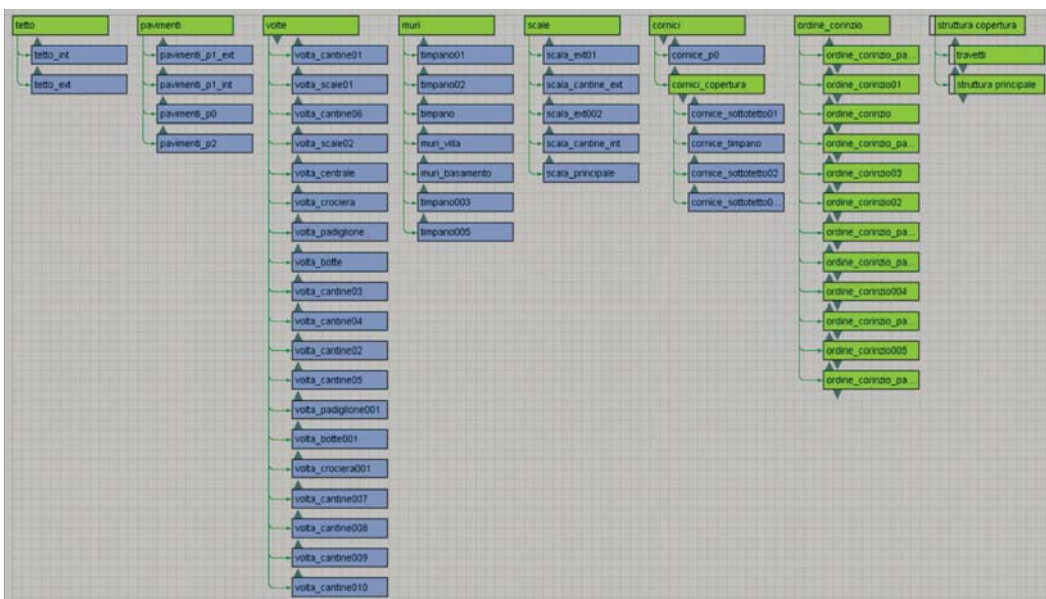 tetto
tetto_int
tetto_ext
pavimenti
pavimenti_p1_ext
pavimenti_p1_int
pavimenti_p0
pavimenti_p2
volte
volta_cantine01
volta_scale01
volta_cantine06
volta_scale02
volta_centrale
volta_crociera
volta_padiglione
volta_botte
volta_cantine03
volta_cantine04
volta_cantine02
volta_cantine05
volta_padiglione001
volta_botte001
volta_crociera001
volta_cantine007
volta_cantine008
volta_cantine009
volta_cantine010
muri
timpano01
timpano02
timpano
muri_villa
muri_basamento
timpano003
timpano005
scale
scala_ext01
scala_cantine_ext
scala_ext002
scala_cantine_int
scala_principale
cornici
cornice_p0
cornici_copertura
cornice_sottotetto01
cornice_timpano
cornice_sottotetto02
cornice_sottotetto0...
ordine_corinzio
ordine_corinzio_pa...
ordine_corinzio01
ordine_corinzio
ordine_corinzio_pa...
ordine_corinzio03
ordine_corinzio02
ordine_corinzio_pa...
ordine_corinzio_pa...
ordine_corinzio004
ordine_corinzio_pa...
ordine_corinzio005
ordine_corinzio_pa...
struttura copertura
travetti
struttura principale